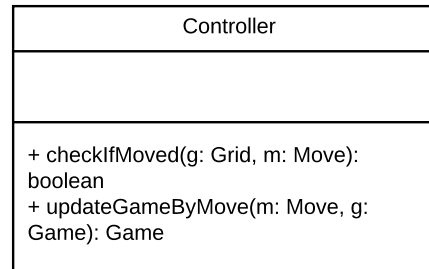 Controller
+ checkIfMoved(g: Grid, m: Move):
boolean
+ updateGameByMove(m: Move, g:
Game): Game